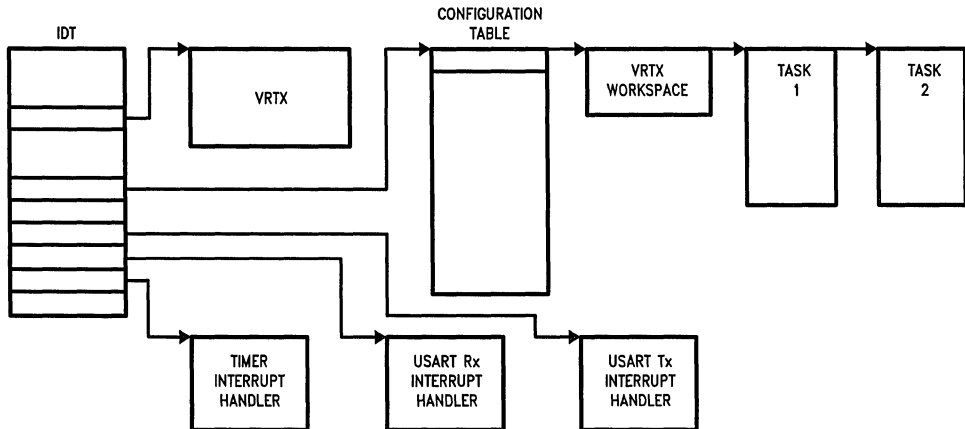 IDT
CONFIGURATION
TABLE
VRTX
VRTX
WORKSPACE
TASK
1
TASK
2
TIMER
INTERRUPT
HANDLER
USART Rx
INTERRUPT
HANDLER
USART Tx
INTERRUPT
HANDLER